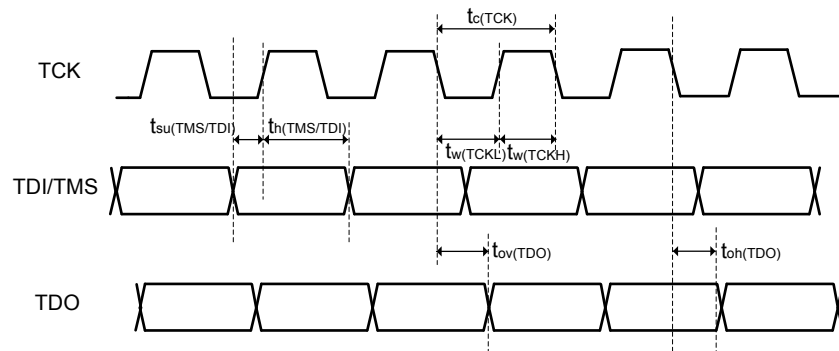 tc(TCK)
TCK
tsu(TMS/TDI) th(TMS/TDI)
tw(TCKL) tw(TCKH)
TDI/TMS
tov(TDO) toh(TDO)
TDO